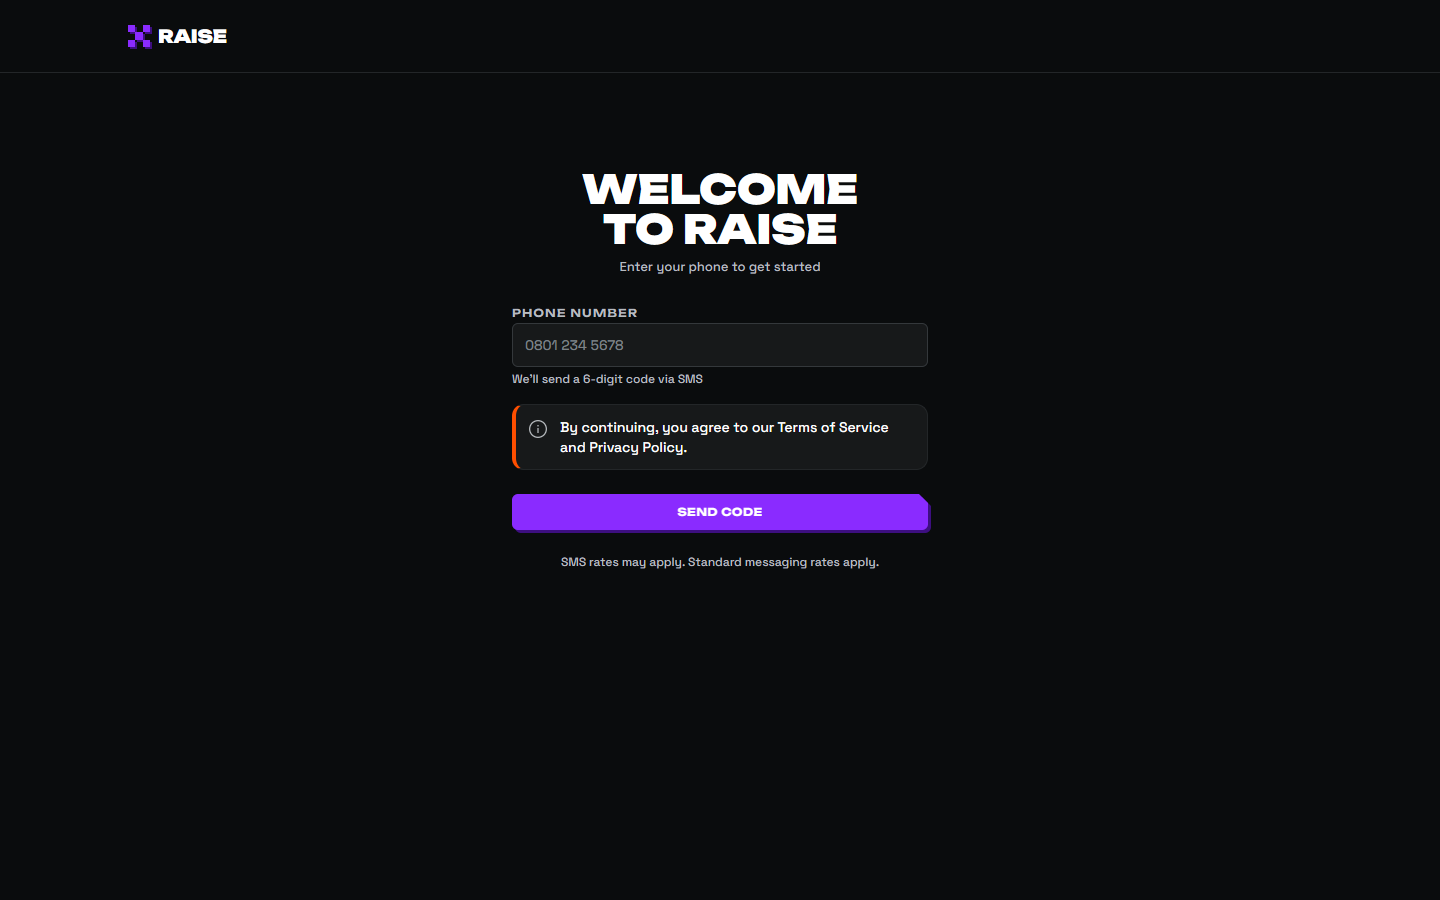 RAISE
WELCOME
TO RAISE
Enter your phone to get started
PHONE NUMBER
0801 234 5678
We'll send a 6-digit code via SMS
By continuing, you agree to our Terms of Service
and Privacy Policy.
SEND CODE
SMS rates may apply. Standard messaging rates apply.